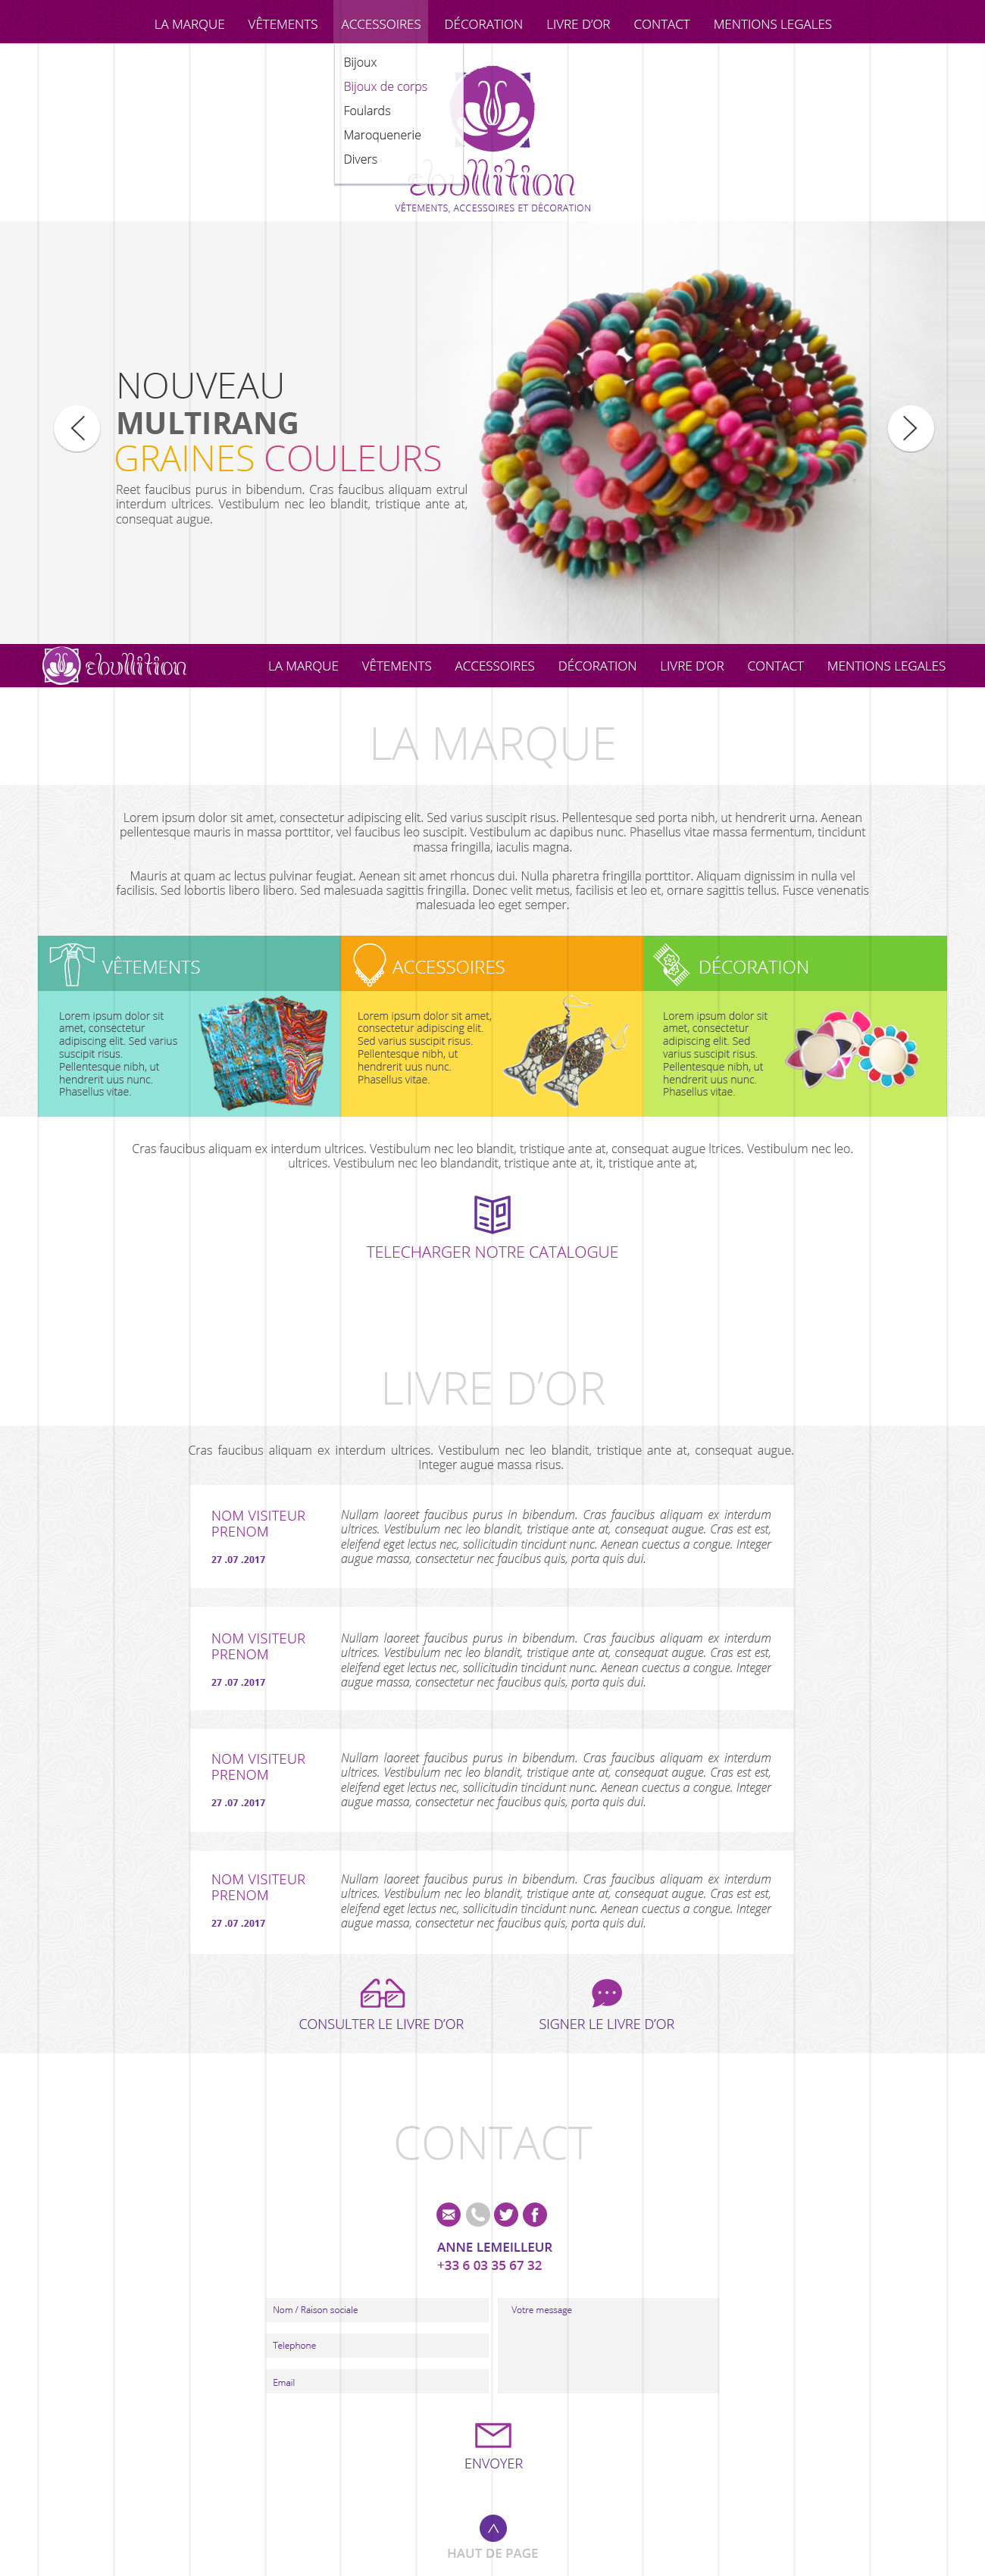 LA MARQUE VÊTEMENTS ACCESSOIRES DÉCORATION LIVRE D'OR CONTACT MENTIONS LEGALES
Bijoux
Bijoux de corps
Foulards
Maroquenerie
Divers
ebullition
VÊTEMENTS, ACCESSOIRES ET DÉCORATION
NOUVEAU
MULTIRANG
GRAINES COULEURS
Reet faucibus purus in bibendum. Cras faucibus aliquam extrul
interdum ultrices. Vestibulum nec leo blandit, tristique ante at,
consequat augue.
ebullition LA MARQUE VÊTEMENTS ACCESSOIRES DÉCORATION LIVRE D'OR CONTACT MENTIONS LEGALES
LA MARQUE
Lorem ipsum dolor sit amet, consectetur adipiscing elit. Sed varius suscipit risus. Pellentesque sed porta nibh, ut hendrerit urna. Aenean
pellentesque mauris in massa porttitor, vel faucibus leo suscipit. Vestibulum ac dapibus nunc. Phasellus vitae massa fermentum, tincidunt
massa fringilla, iaculis magna.
Mauris at quam ac lectus pulvinar feugiat. Aenean sit amet rhoncus dui. Nulla pharetra fringilla porttitor. Aliquam dignissim in nulla vel
facilisis. Sed lobortis libero libero. Sed malesuada sagittis fringilla. Donec velit metus, facilisis et leo et, ornare sagittis tellus. Fusce venenatis
malesuada leo eget semper.
VÊTEMENTS
Lorem ipsum dolor sit
amet, consectetur
adipiscing elit. Sed varius
suscipit risus.
Pellentesque nibh, ut
hendrerit uus nunc.
Phasellus vitae.
ACCESSOIRES
Lorem ipsum dolor sit amet,
consectetur adipiscing elit.
Sed varius suscipit risus.
Pellentesque nibh, ut
hendrerit uus nunc.
Phasellus vitae.
DÉCORATION
Lorem ipsum dolor sit
amet, consectetur
adipiscing elit. Sed
varius suscipit risus.
Pellentesque nibh, ut
hendrerit uus nunc.
Phasellus vitae.
Cras faucibus aliquam ex interdum ultrices. Vestibulum nec leo blandit, tristique ante at, consequat augue ltrices. Vestibulum nec leo.
ultrices. Vestibulum nec leo blandandit, tristique ante at, it, tristique ante at,
TELECHARGER NOTRE CATALOGUE
LIVRE D'OR
Cras faucibus aliquam ex interdum ultrices. Vestibulum nec leo blandit, tristique ante at, consequat augue.
Integer augue massa risus.
NOM VISITEUR
PRENOM
27 .07 .2017
Nullam laoreet faucibus purus in bibendum. Cras faucibus aliquam ex interdum
ultrices. Vestibulum nec leo blandit, tristique ante at, consequat augue. Cras est est,
eleifend eget lectus nec, sollicitudin tincidunt nunc. Aenean cuectus a congue. Integer
augue massa, consectetur nec faucibus quis, porta quis dui.
NOM VISITEUR
PRENOM
27 .07 .2017
Nullam laoreet faucibus purus in bibendum. Cras faucibus aliquam ex interdum
ultrices. Vestibulum nec leo blandit, tristique ante at, consequat augue. Cras est est,
eleifend eget lectus nec, sollicitudin tincidunt nunc. Aenean cuectus a congue. Integer
augue massa, consectetur nec faucibus quis, porta quis dui.
NOM VISITEUR
PRENOM
27 .07 .2017
Nullam laoreet faucibus purus in bibendum. Cras faucibus aliquam ex interdum
ultrices. Vestibulum nec leo blandit, tristique ante at, consequat augue. Cras est est,
eleifend eget lectus nec, sollicitudin tincidunt nunc. Aenean cuectus a congue. Integer
augue massa, consectetur nec faucibus quis, porta quis dui.
NOM VISITEUR
PRENOM
27 .07 .2017
Nullam laoreet faucibus purus in bibendum. Cras faucibus aliquam ex interdum
ultrices. Vestibulum nec leo blandit, tristique ante at, consequat augue. Cras est est,
eleifend eget lectus nec, sollicitudin tincidunt nunc. Aenean cuectus a congue. Integer
augue massa, consectetur nec faucibus quis, porta quis dui.
CONSULTER LE LIVRE D'OR SIGNER LE LIVRE D'OR
CONTACT
ANNE LEMEILLEUR
+33 6 03 35 67 32
Nom / Raison sociale
Telephone
Email
Votre message
ENVOYER
HAUT DE PAGE